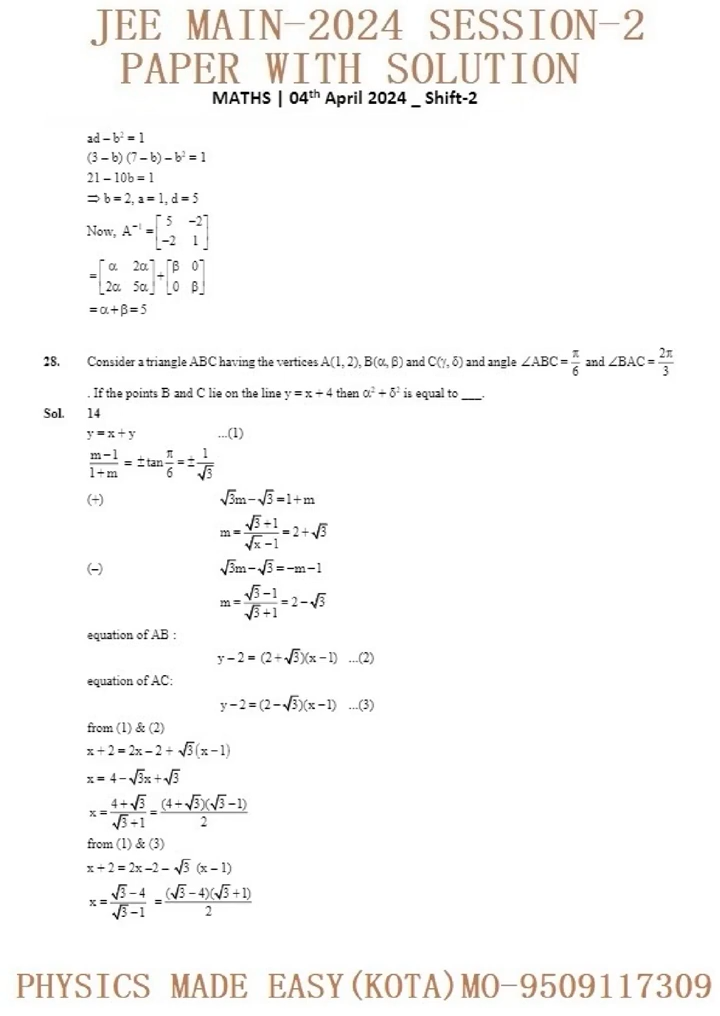 JEE MAIN-2024 SESSION-2
PAPER WITH SOLUTION
MATHS | 04th April 2024 _ Shift-2
ad – b² = 1
(3 – b) (7 – b) – b² = 1
21 – 10b = 1
⇒ b = 2, a = 1, d = 5
Now, A⁻¹ = [5 –2; –2 1]
= [α 2α; 2α 5α] + [β 0; 0 β]
= α + β = 5
28. Consider a triangle ABC having the vertices A(1, 2), B(α, β) and C(γ, δ) and angle ∠ABC = π/6 and ∠BAC = 2π/3
. If the points B and C lie on the line y = x + 4 then α² + δ² is equal to ___.
Sol. 14
y = x + y ...(1)
(m–1)/(1+m) = ±tan π/6 = ± 1/√3
(+) √3m – √3 = 1 + m
m = (√3+1)/(√x–1) = 2 + √3
(–) √3m – √3 = –m – 1
m = (√3–1)/(√3+1) = 2 – √3
equation of AB :
y – 2 = (2 + √3)(x – 1) ...(2)
equation of AC:
y – 2 = (2 – √3)(x – 1) ...(3)
from (1) & (2)
x + 2 = 2x – 2 + √3(x – 1)
x = 4 – √3x + √3
x = (4+√3)/(√3+1) = (4+√3)(√3–1)/2
from (1) & (3)
x + 2 = 2x – 2 – √3 (x – 1)
x = (√3–4)/(√3–1) = (√3–4)(√3+1)/2
PHYSICS MADE EASY(KOTA)MO-9509117309